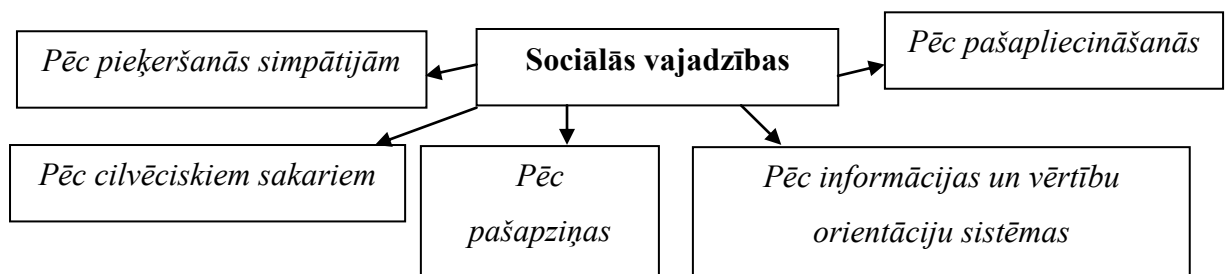 Pēc pieķeršanās simpātijām
Sociālās vajadzības
Pēc pašapliecināšanās
Pēc cilvēciskiem sakariem
Pēc
pašapziņas
Pēc informācijas un vērtību
orientāciju sistēmas